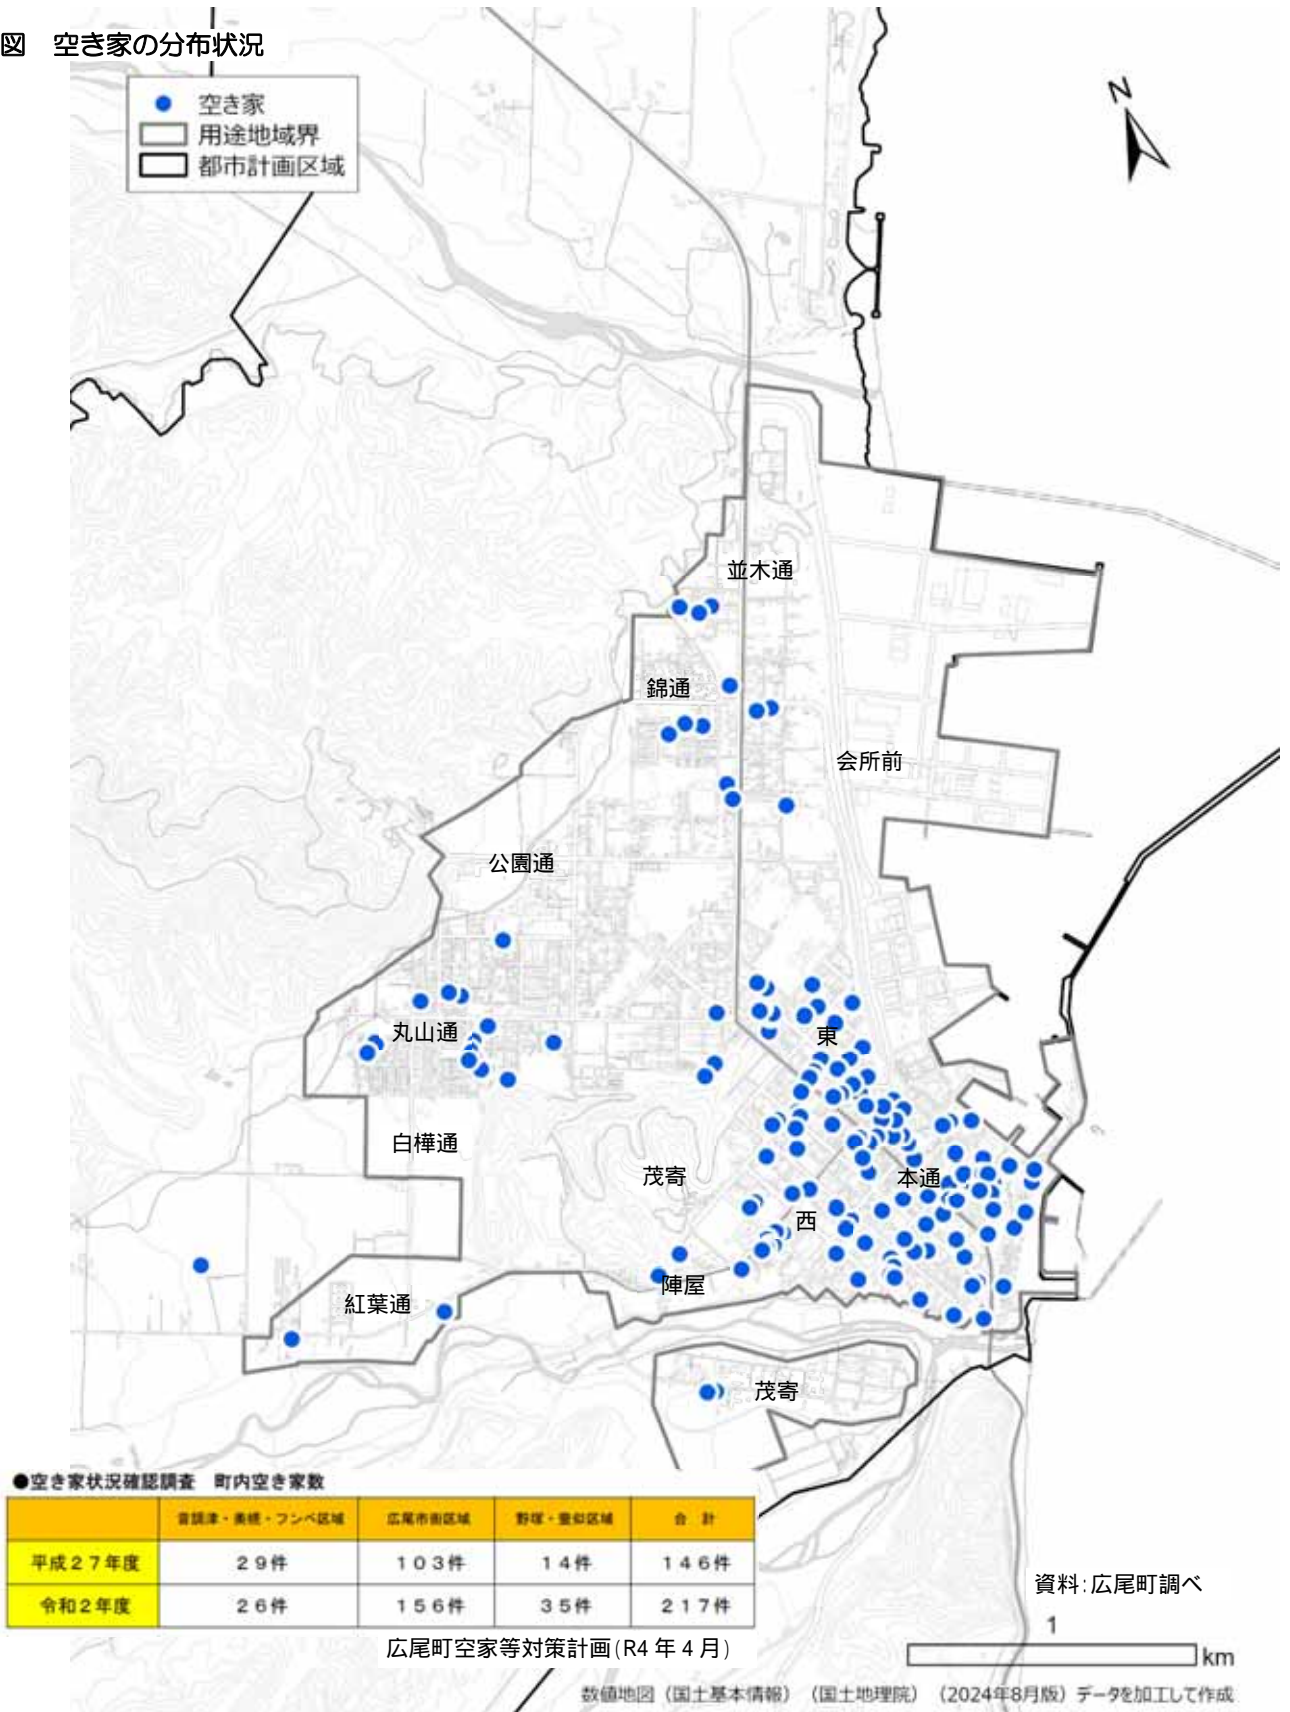 図 空き家の分布状況
空き家
用途地域界
都市計画区域
N
並木通
錦通
会所前
公園通
東
丸山通
白樺通
茂寄
本通
西
陣屋
紅葉通
茂寄
●空き家状況確認調査 町内空き家数
音調津・美幌・フンベ区域 広尾市街区域 野塚・豊似区域 合 計
平成27年度 29件 103件 14件 146件
令和2年度 26件 156件 35件 217件
広尾町空家等対策計画(R4年4月)
資料:広尾町調べ
1
km
数値地図(国土基本情報)(国土地理院)(2024年8月版)データを加工して作成